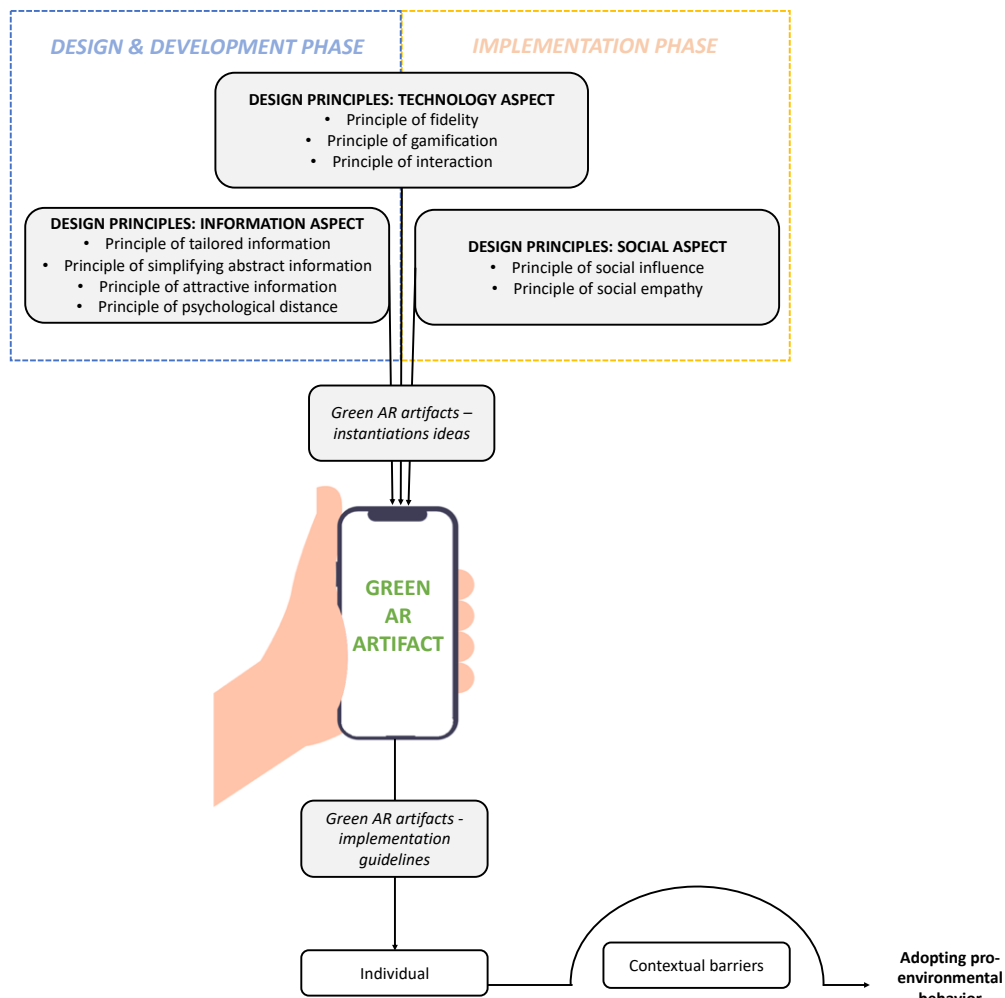 DESIGN & DEVELOPMENT PHASE
IMPLEMENTATION PHASE
DESIGN PRINCIPLES: TECHNOLOGY ASPECT
• Principle of fidelity
• Principle of gamification
• Principle of interaction
DESIGN PRINCIPLES: INFORMATION ASPECT
• Principle of tailored information
• Principle of simplifying abstract information
• Principle of attractive information
• Principle of psychological distance
DESIGN PRINCIPLES: SOCIAL ASPECT
• Principle of social influence
• Principle of social empathy
Green AR artifacts –
instantiations ideas
GREEN
AR
ARTIFACT
Green AR artifacts -
implementation
guidelines
Individual
Contextual barriers
Adopting pro-
environmental
behavior